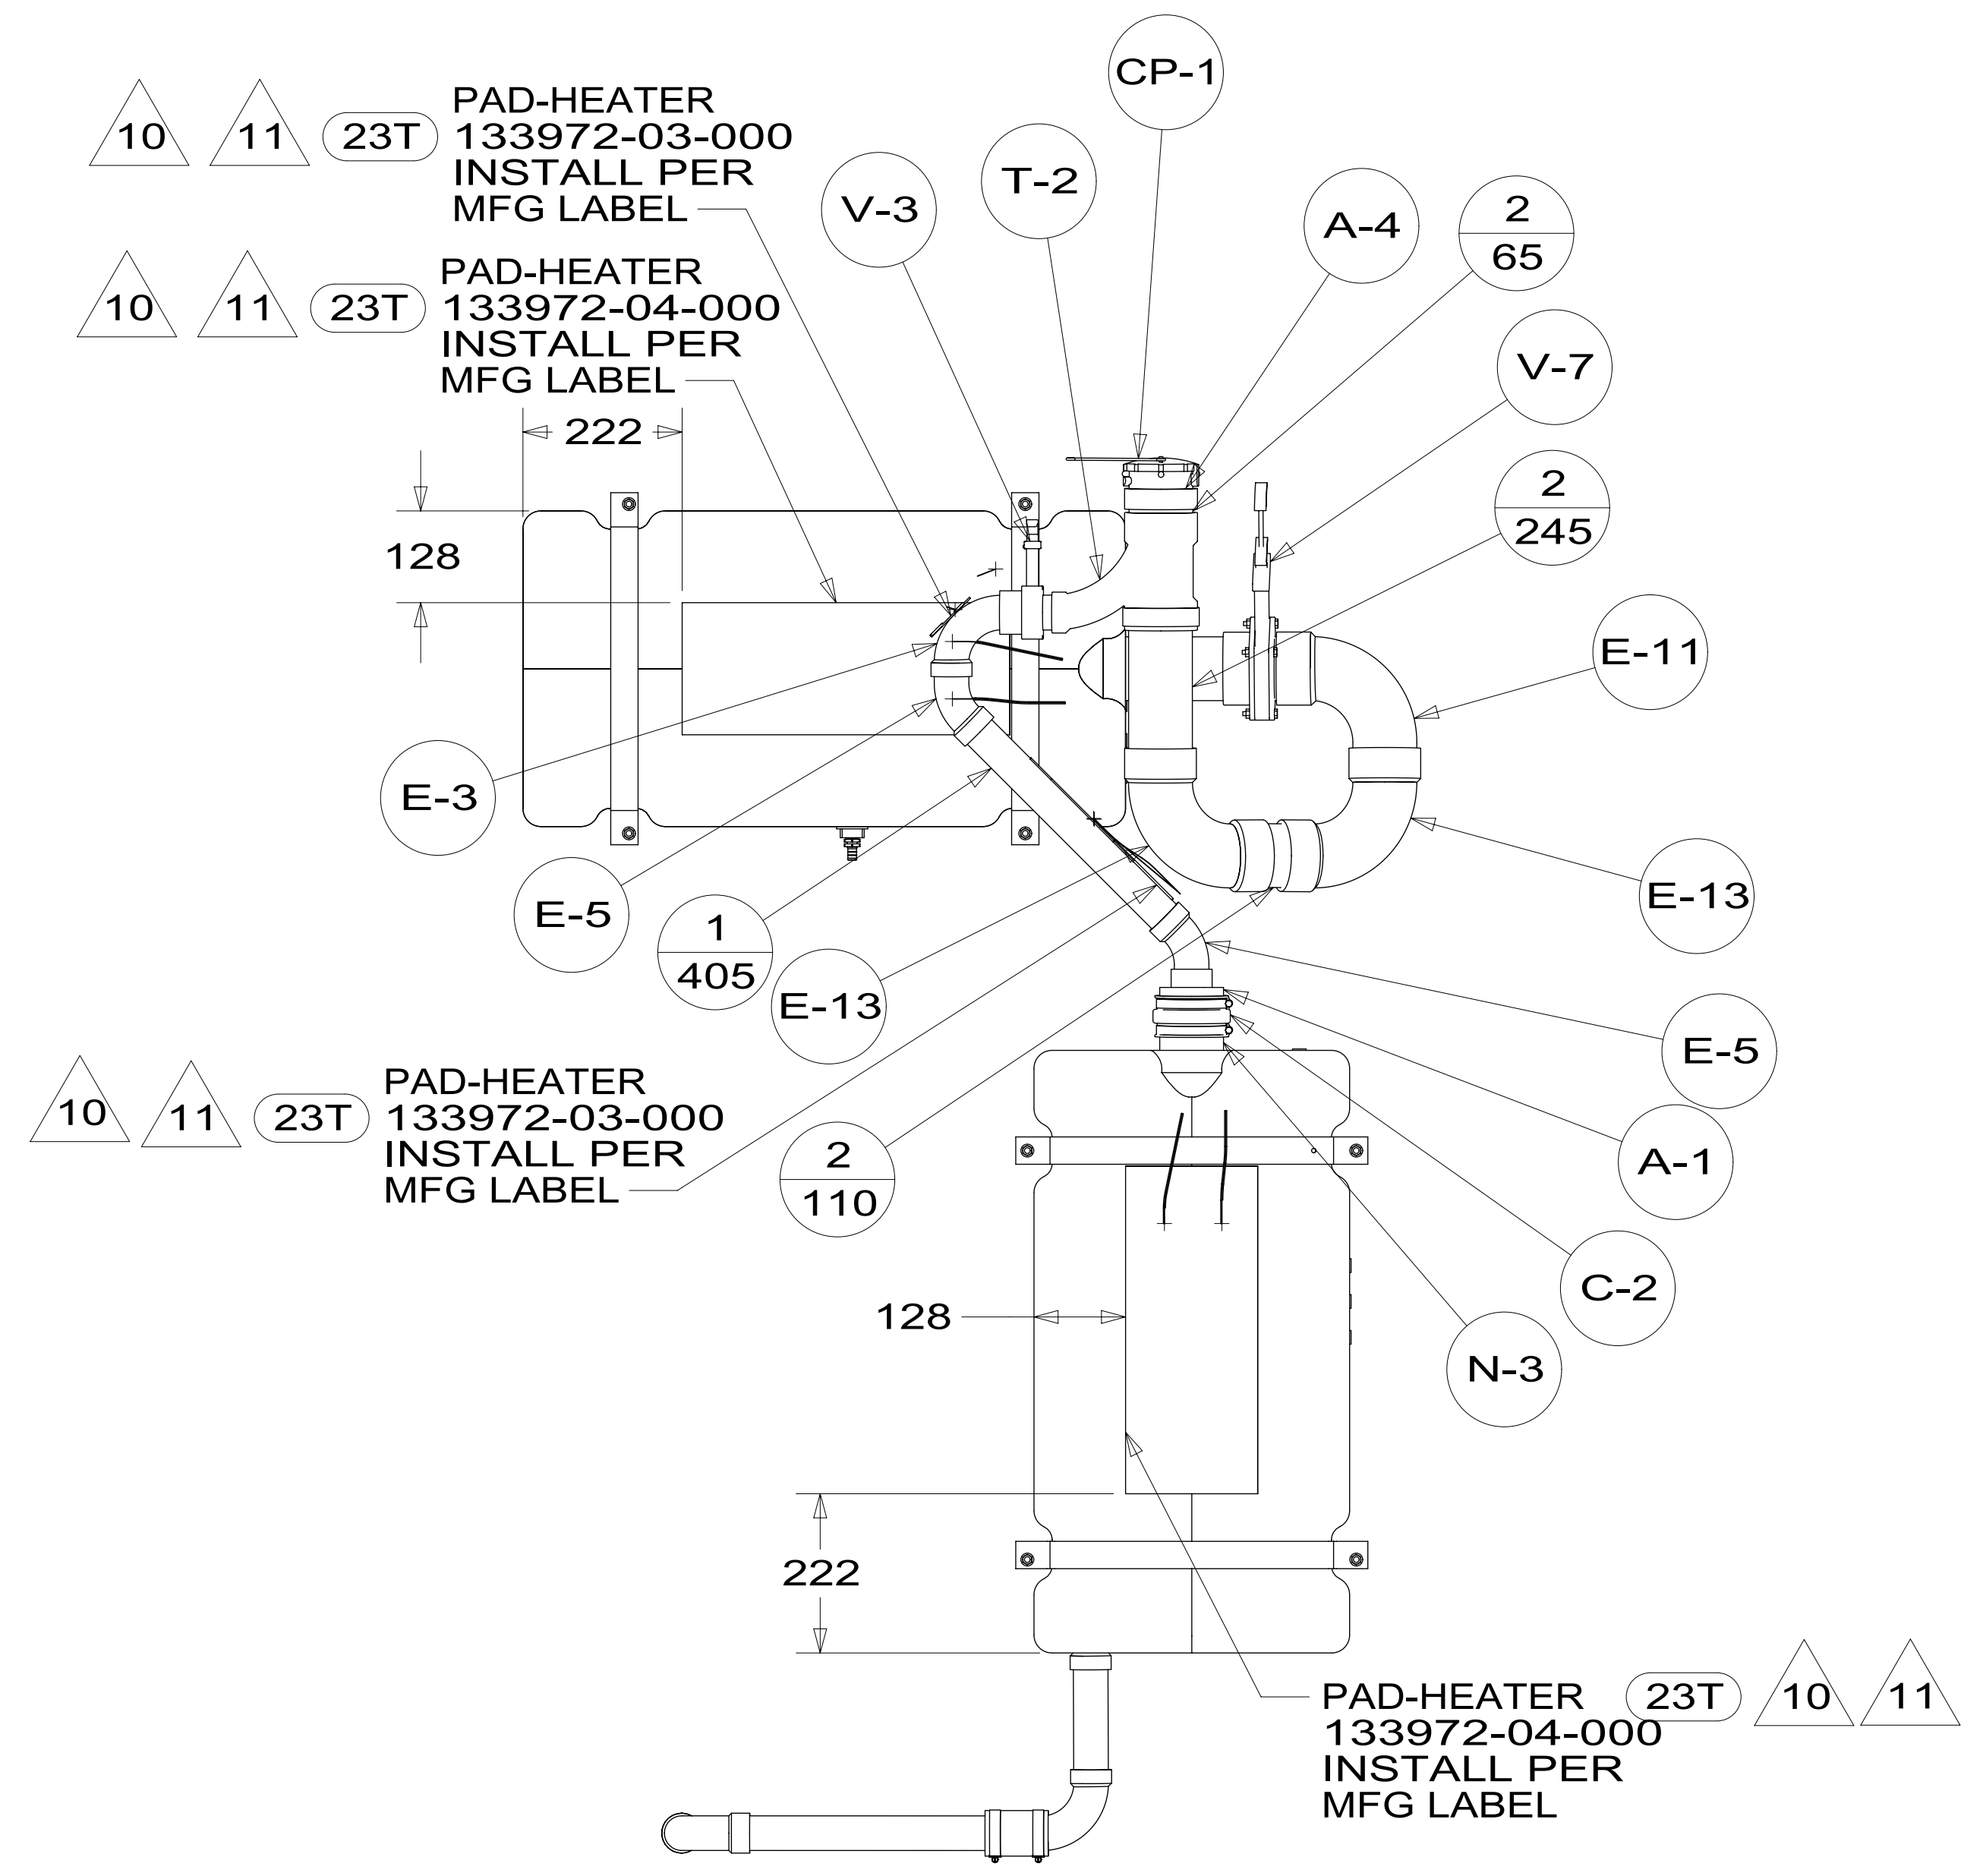 CP-1
10 11 23T PAD-HEATER
133972-03-000
INSTALL PER
MFG LABEL
V-3
T-2
A-4
2
65
10 11 23T PAD-HEATER
133972-04-000
INSTALL PER
MFG LABEL
V-7
222
2
245
128
E-11
E-3
E-13
E-5
1
405
E-13
E-5
10 11 23T PAD-HEATER
133972-03-000
INSTALL PER
MFG LABEL
2
110
A-1
C-2
128
N-3
222
PAD-HEATER 23T 10 11
133972-04-000
INSTALL PER
MFG LABEL